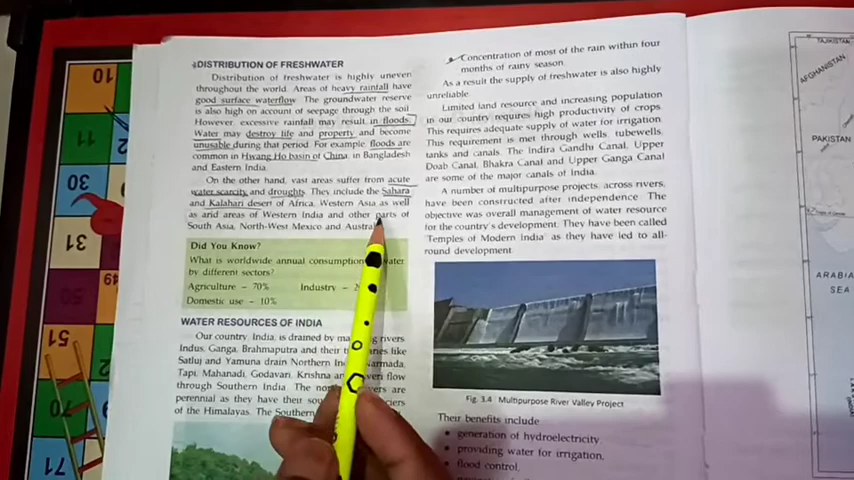 DISTRIBUTION OF FRESHWATER
Distribution of freshwater is highly uneven
throughout the world. Areas of heavy rainfall have
good surface waterflow. The groundwater reserve
is also high on account of seepage through the soil.
However, excessive rainfall may result in floods.
Water may destroy life and property and become
unusable during that period. For example floods are
common in Hwang Ho basin of China, in Bangladesh
and Eastern India.
On the other hand, vast areas suffer from acute
water scarcity and droughts. They include the Sahara
and Kalahari desert of Africa, Western Asia as well
as arid areas of Western India and other parts of
South Asia, North-West Mexico and
Did You Know?
What is worldwide annual consumption water
by different sectors?
Agriculture – 70% Industry –
Domestic use – 10%
WATER RESOURCES OF INDIA
Our country, India, is drained by rivers
Indus, Ganga, Brahmaputra and their like
Satluj and Yamuna drain Northern
Tapi, Mahanadi, Godavari, Krishna flow
through Southern India. The are
perennial as they have their
of the Himalayas. The
Concentration of most of the rain within four
months of rainy season.
As a result the supply of freshwater is also highly
unreliable.
Limited land resource and increasing population
in our country requires high productivity of crops.
This requires adequate supply of water for irrigation.
This requirement is met through wells, tubewells,
tanks and canals. The Indira Gandhi Canal, Upper
Doab Canal, Bhakra Canal and Upper Ganga Canal
are some of the major canals of India.
A number of multipurpose projects, across rivers,
have been constructed after independence. The
objective was overall management of water resource
for the country's development. They have been called
'Temples of Modern India' as they have led to all-
round development.
Fig. 3.4 Multipurpose River Valley Project
Their benefits include:
generation of hydroelectricity,
providing water for irrigation,
flood control,
TAJIKISTAN
AFGHANISTAN
ARABIAN
SEA
10
11
30
31
50
51
70
71